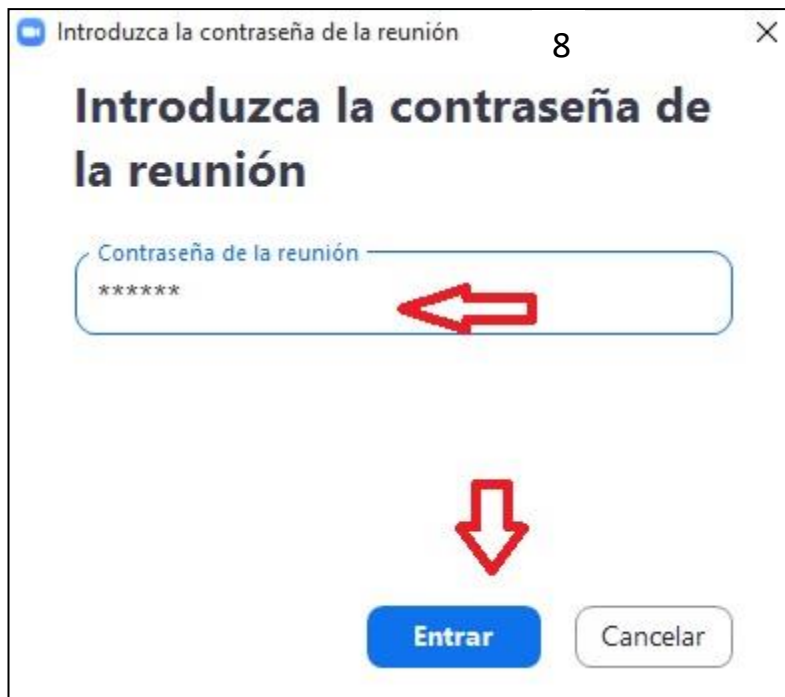 Introduzca la contraseña de la reunión
8
Introduzca la contraseña de
la reunión
Contraseña de la reunión
******
Entrar
Cancelar